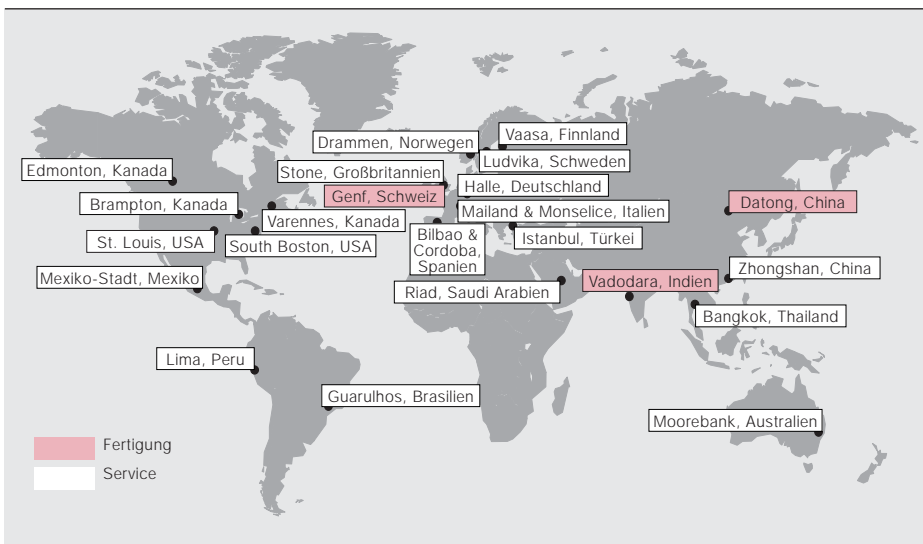 Drammen, Norwegen
Vaasa, Finnland
Ludvika, Schweden
Stone, Großbritannien
Edmonton, Kanada
Halle, Deutschland
Genf, Schweiz
Brampton, Kanada
Mailand & Monselice, Italien
Datong, China
Varennes, Kanada
St. Louis, USA
South Boston, USA
Bilbao &
Cordoba,
Spanien
Istanbul, Türkei
Mexiko-Stadt, Mexiko
Zhongshan, China
Vadodara, Indien
Riad, Saudi Arabien
Bangkok, Thailand
Lima, Peru
Guarulhos, Brasilien
Moorebank, Australien
Fertigung
Service